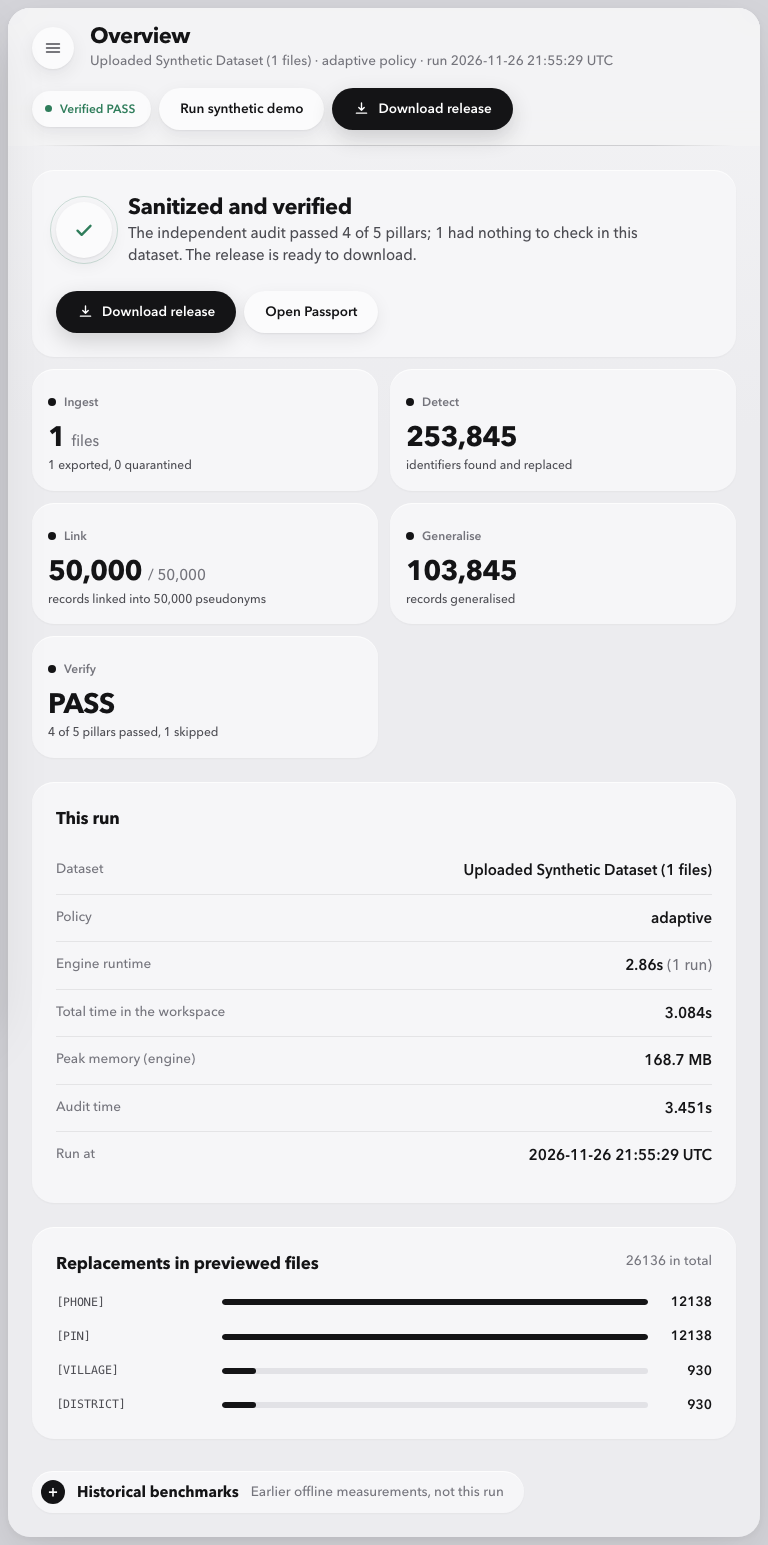 Overview
Uploaded Synthetic Dataset (1 files) · adaptive policy · run 2026-11-26 21:55:29 UTC
Verified PASS
Run synthetic demo
Download release
Sanitized and verified
The independent audit passed 4 of 5 pillars; 1 had nothing to check in this
dataset. The release is ready to download.
Download release
Open Passport
Ingest
1 files
1 exported, 0 quarantined
Detect
253,845
identifiers found and replaced
Link
50,000 / 50,000
records linked into 50,000 pseudonyms
Generalise
103,845
records generalised
Verify
PASS
4 of 5 pillars passed, 1 skipped
This run
Dataset Uploaded Synthetic Dataset (1 files)
Policy adaptive
Engine runtime 2.86s (1 run)
Total time in the workspace 3.084s
Peak memory (engine) 168.7 MB
Audit time 3.451s
Run at 2026-11-26 21:55:29 UTC
Replacements in previewed files 26136 in total
[PHONE] 12138
[PIN] 12138
[VILLAGE] 930
[DISTRICT] 930
Historical benchmarks Earlier offline measurements, not this run